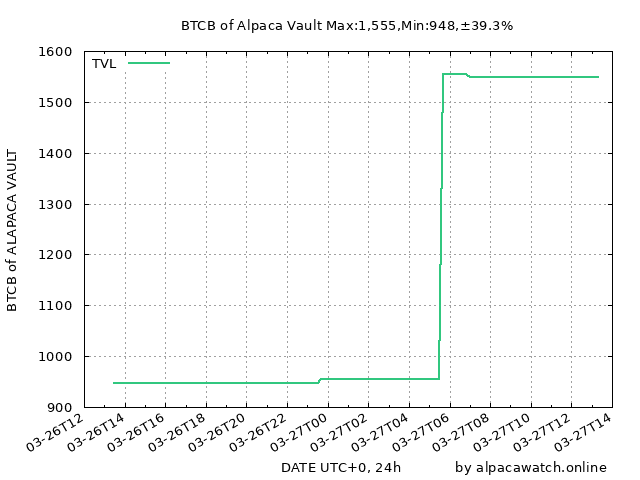 BTCB of Alpaca Vault Max:1,555,Min:948,±39.3%
TVL
1600
1500
1400
1300
1200
1100
1000
900
BTCB of ALAPACA VAULT
03-26T12
03-26T14
03-26T16
03-26T18
03-26T20
03-26T22
03-27T00
03-27T02
03-27T04
03-27T06
03-27T08
03-27T10
03-27T12
03-27T14
DATE UTC+0, 24h
by alpacawatch.online